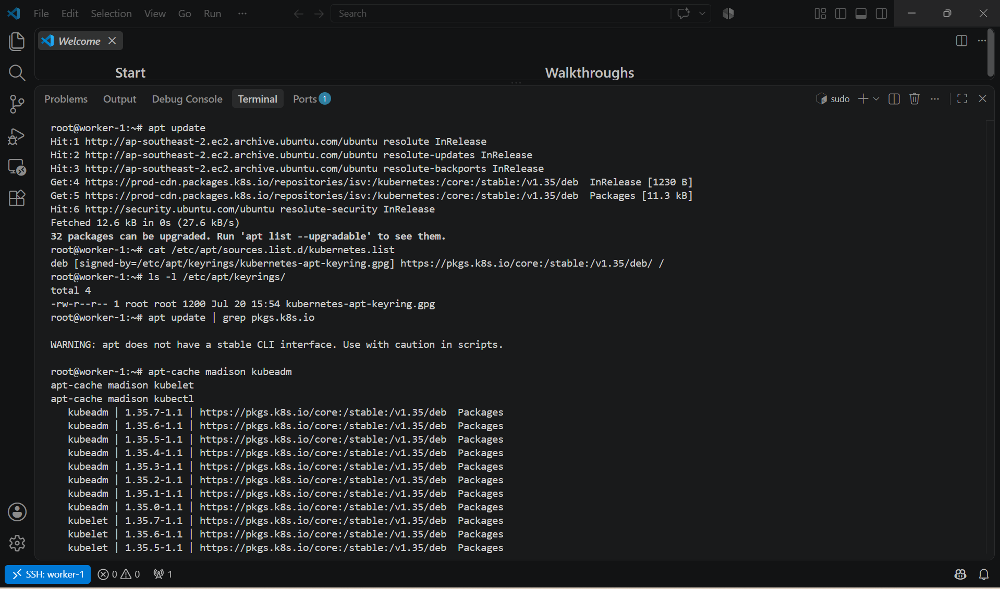 File Edit Selection View Go Run ··· Search
Welcome
Start Walkthroughs
Problems Output Debug Console Terminal Ports 1 sudo
root@worker-1:~# apt update
Hit:1 http://ap-southeast-2.ec2.archive.ubuntu.com/ubuntu resolute InRelease
Hit:2 http://ap-southeast-2.ec2.archive.ubuntu.com/ubuntu resolute-updates InRelease
Hit:3 http://ap-southeast-2.ec2.archive.ubuntu.com/ubuntu resolute-backports InRelease
Get:4 https://prod-cdn.packages.k8s.io/repositories/isv:/kubernetes:/core:/stable:/v1.35/deb  InRelease [1230 B]
Get:5 https://prod-cdn.packages.k8s.io/repositories/isv:/kubernetes:/core:/stable:/v1.35/deb  Packages [11.3 kB]
Hit:6 http://security.ubuntu.com/ubuntu resolute-security InRelease
Fetched 12.6 kB in 0s (27.6 kB/s)
32 packages can be upgraded. Run 'apt list --upgradable' to see them.
root@worker-1:~# cat /etc/apt/sources.list.d/kubernetes.list
deb [signed-by=/etc/apt/keyrings/kubernetes-apt-keyring.gpg] https://pkgs.k8s.io/core:/stable:/v1.35/deb/ /
root@worker-1:~# ls -l /etc/apt/keyrings/
total 4
-rw-r--r-- 1 root root 1200 Jul 20 15:54 kubernetes-apt-keyring.gpg
root@worker-1:~# apt update | grep pkgs.k8s.io
WARNING: apt does not have a stable CLI interface. Use with caution in scripts.
root@worker-1:~# apt-cache madison kubeadm
apt-cache madison kubelet
apt-cache madison kubectl
kubeadm | 1.35.7-1.1 | https://pkgs.k8s.io/core:/stable:/v1.35/deb  Packages
kubeadm | 1.35.6-1.1 | https://pkgs.k8s.io/core:/stable:/v1.35/deb  Packages
kubeadm | 1.35.5-1.1 | https://pkgs.k8s.io/core:/stable:/v1.35/deb  Packages
kubeadm | 1.35.4-1.1 | https://pkgs.k8s.io/core:/stable:/v1.35/deb  Packages
kubeadm | 1.35.3-1.1 | https://pkgs.k8s.io/core:/stable:/v1.35/deb  Packages
kubeadm | 1.35.2-1.1 | https://pkgs.k8s.io/core:/stable:/v1.35/deb  Packages
kubeadm | 1.35.1-1.1 | https://pkgs.k8s.io/core:/stable:/v1.35/deb  Packages
kubeadm | 1.35.0-1.1 | https://pkgs.k8s.io/core:/stable:/v1.35/deb  Packages
kubelet | 1.35.7-1.1 | https://pkgs.k8s.io/core:/stable:/v1.35/deb  Packages
kubelet | 1.35.6-1.1 | https://pkgs.k8s.io/core:/stable:/v1.35/deb  Packages
kubelet | 1.35.5-1.1 | https://pkgs.k8s.io/core:/stable:/v1.35/deb  Packages
SSH: worker-1 0 0 1